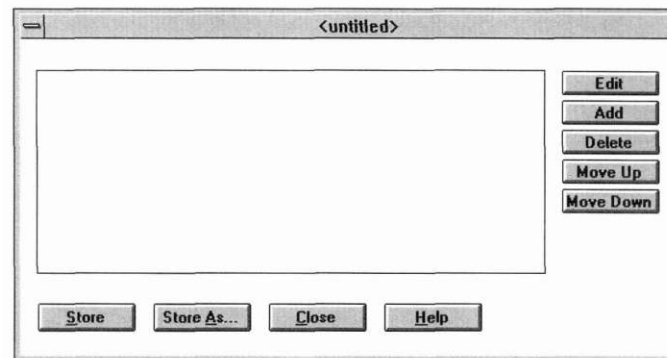 <untitled>
Edit
Add
Delete
Move Up
Move Down
Store
Store As...
Close
Help